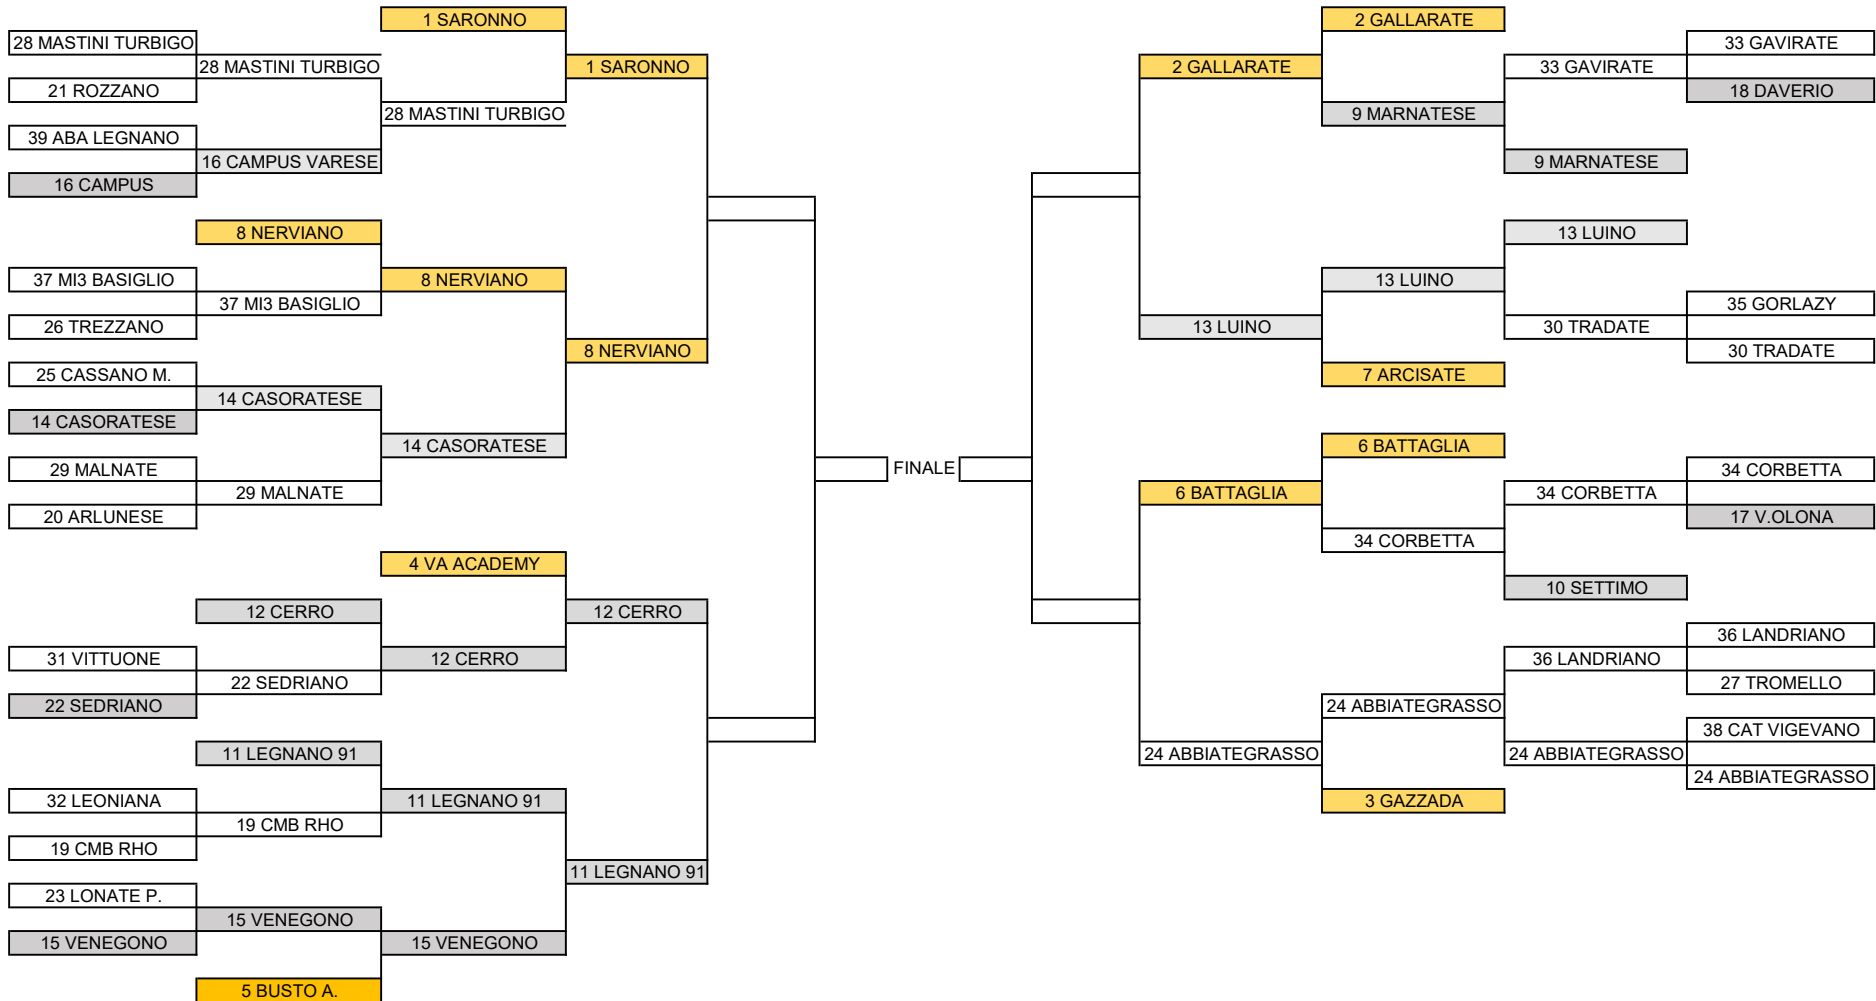 1 SARONNO
2 GALLARATE
28 MASTINI TURBIGO
33 GAVIRATE
28 MASTINI TURBIGO
1 SARONNO
2 GALLARATE
33 GAVIRATE
21 ROZZANO
18 DAVERIO
28 MASTINI TURBIGO
9 MARNATESE
39 ABA LEGNANO
16 CAMPUS VARESE
9 MARNATESE
16 CAMPUS
8 NERVIANO
13 LUINO
37 MI3 BASIGLIO
8 NERVIANO
13 LUINO
37 MI3 BASIGLIO
35 GORLAZY
26 TREZZANO
13 LUINO
30 TRADATE
8 NERVIANO
30 TRADATE
25 CASSANO M.
7 ARCISATE
14 CASORATESE
14 CASORATESE
14 CASORATESE
6 BATTAGLIA
29 MALNATE
FINALE
34 CORBETTA
29 MALNATE
6 BATTAGLIA
34 CORBETTA
20 ARLUNESE
17 V.OLONA
34 CORBETTA
4 VA ACADEMY
10 SETTIMO
12 CERRO
12 CERRO
36 LANDRIANO
31 VITTUONE
12 CERRO
36 LANDRIANO
22 SEDRIANO
27 TROMELLO
22 SEDRIANO
24 ABBIATEGRASSO
38 CAT VIGEVANO
11 LEGNANO 91
24 ABBIATEGRASSO
24 ABBIATEGRASSO
24 ABBIATEGRASSO
32 LEONIANA
11 LEGNANO 91
3 GAZZADA
19 CMB RHO
19 CMB RHO
11 LEGNANO 91
23 LONATE P.
15 VENEGONO
15 VENEGONO
15 VENEGONO
5 BUSTO A.